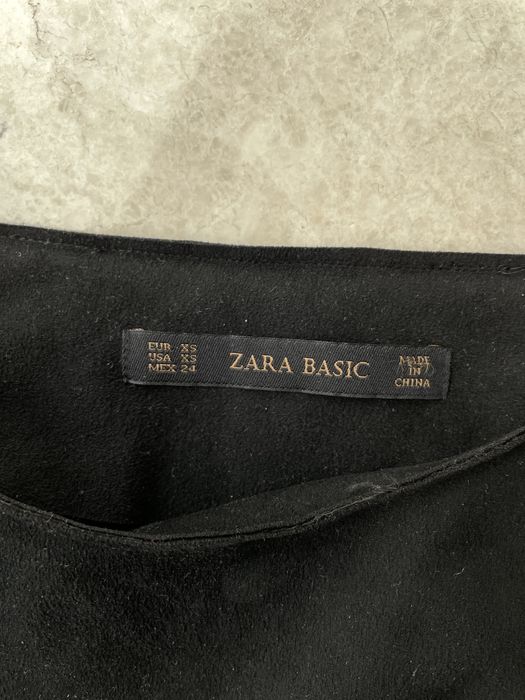 EUR XS
USA XS
MEX 24
ZARA BASIC
MADE
IN
CHINA